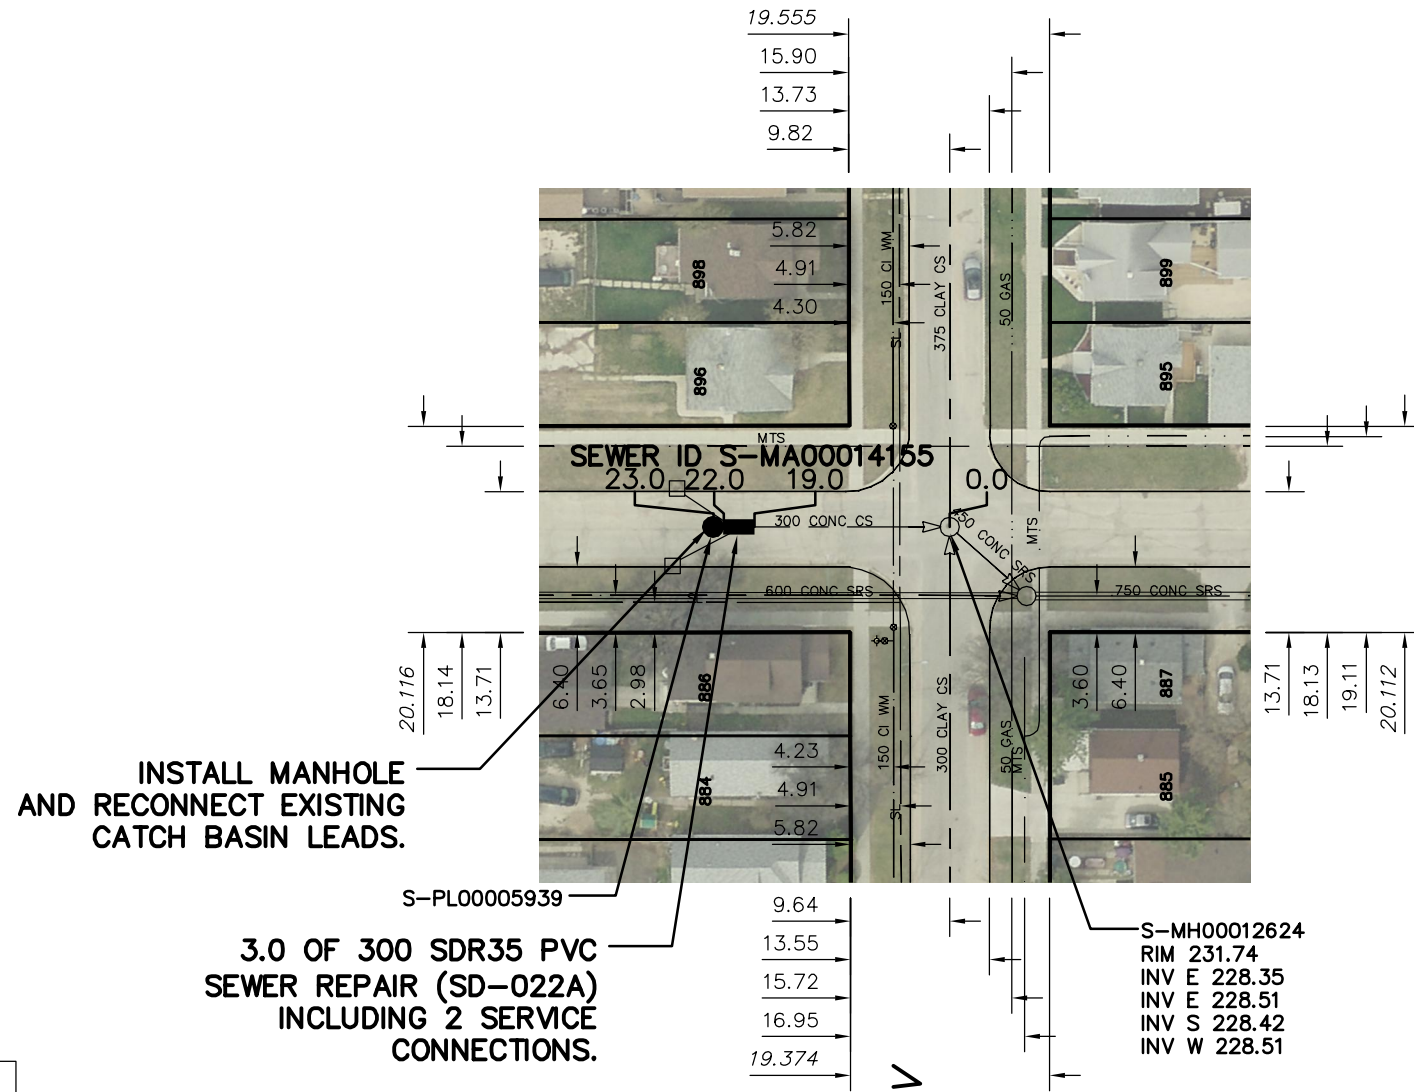 19.555
15.90
13.73
9.82
5.82
4.91
4.30
150 CI WM
SL
375 CLAY CS
50 GAS
898
896
899
895
MTS
SEWER ID S-MA00014155
23.0 22.0 19.0 0.0
300 CONC CS
450 CONC SRS
MTS
600 CONC SRS
750 CONC SRS
20.116
18.14
13.71
6.40
3.65
2.98
886
884
3.60
6.40
887
885
13.71
18.13
19.11
20.112
4.23
4.91
5.82
150 CI WM
SL
300 CLAY CS
50 GAS
MTS
INSTALL MANHOLE
AND RECONNECT EXISTING
CATCH BASIN LEADS.
S-PL00005939
3.0 OF 300 SDR35 PVC
SEWER REPAIR (SD-022A)
INCLUDING 2 SERVICE
CONNECTIONS.
9.64
13.55
15.72
16.95
19.374
S-MH00012624
RIM 231.74
INV E 228.35
INV E 228.51
INV S 228.42
INV W 228.51